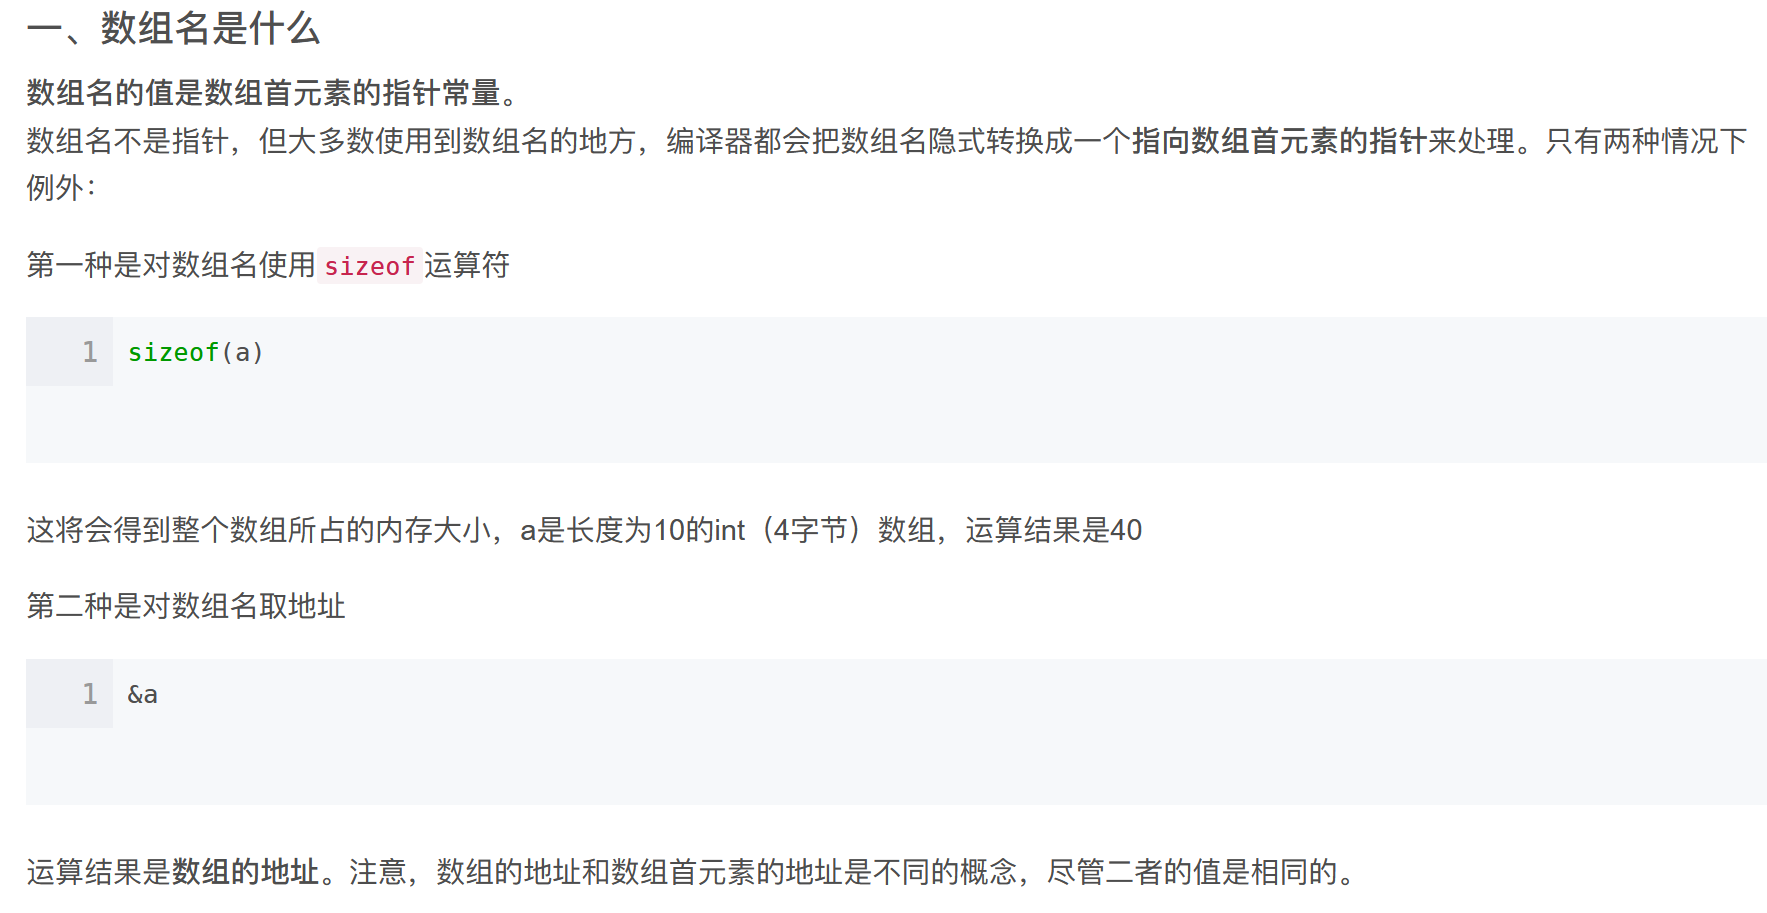 一、数组名是什么
数组名的值是数组首元素的指针常量。
数组名不是指针，但大多数使用到数组名的地方，编译器都会把数组名隐式转换成一个指向数组首元素的指针来处理。只有两种情况下
例外：
第一种是对数组名使用sizeof运算符
1 sizeof(a)
这将会得到整个数组所占的内存大小，a是长度为10的int（4字节）数组，运算结果是40
第二种是对数组名取地址
1 &a
运算结果是数组的地址。注意，数组的地址和数组首元素的地址是不同的概念，尽管二者的值是相同的。